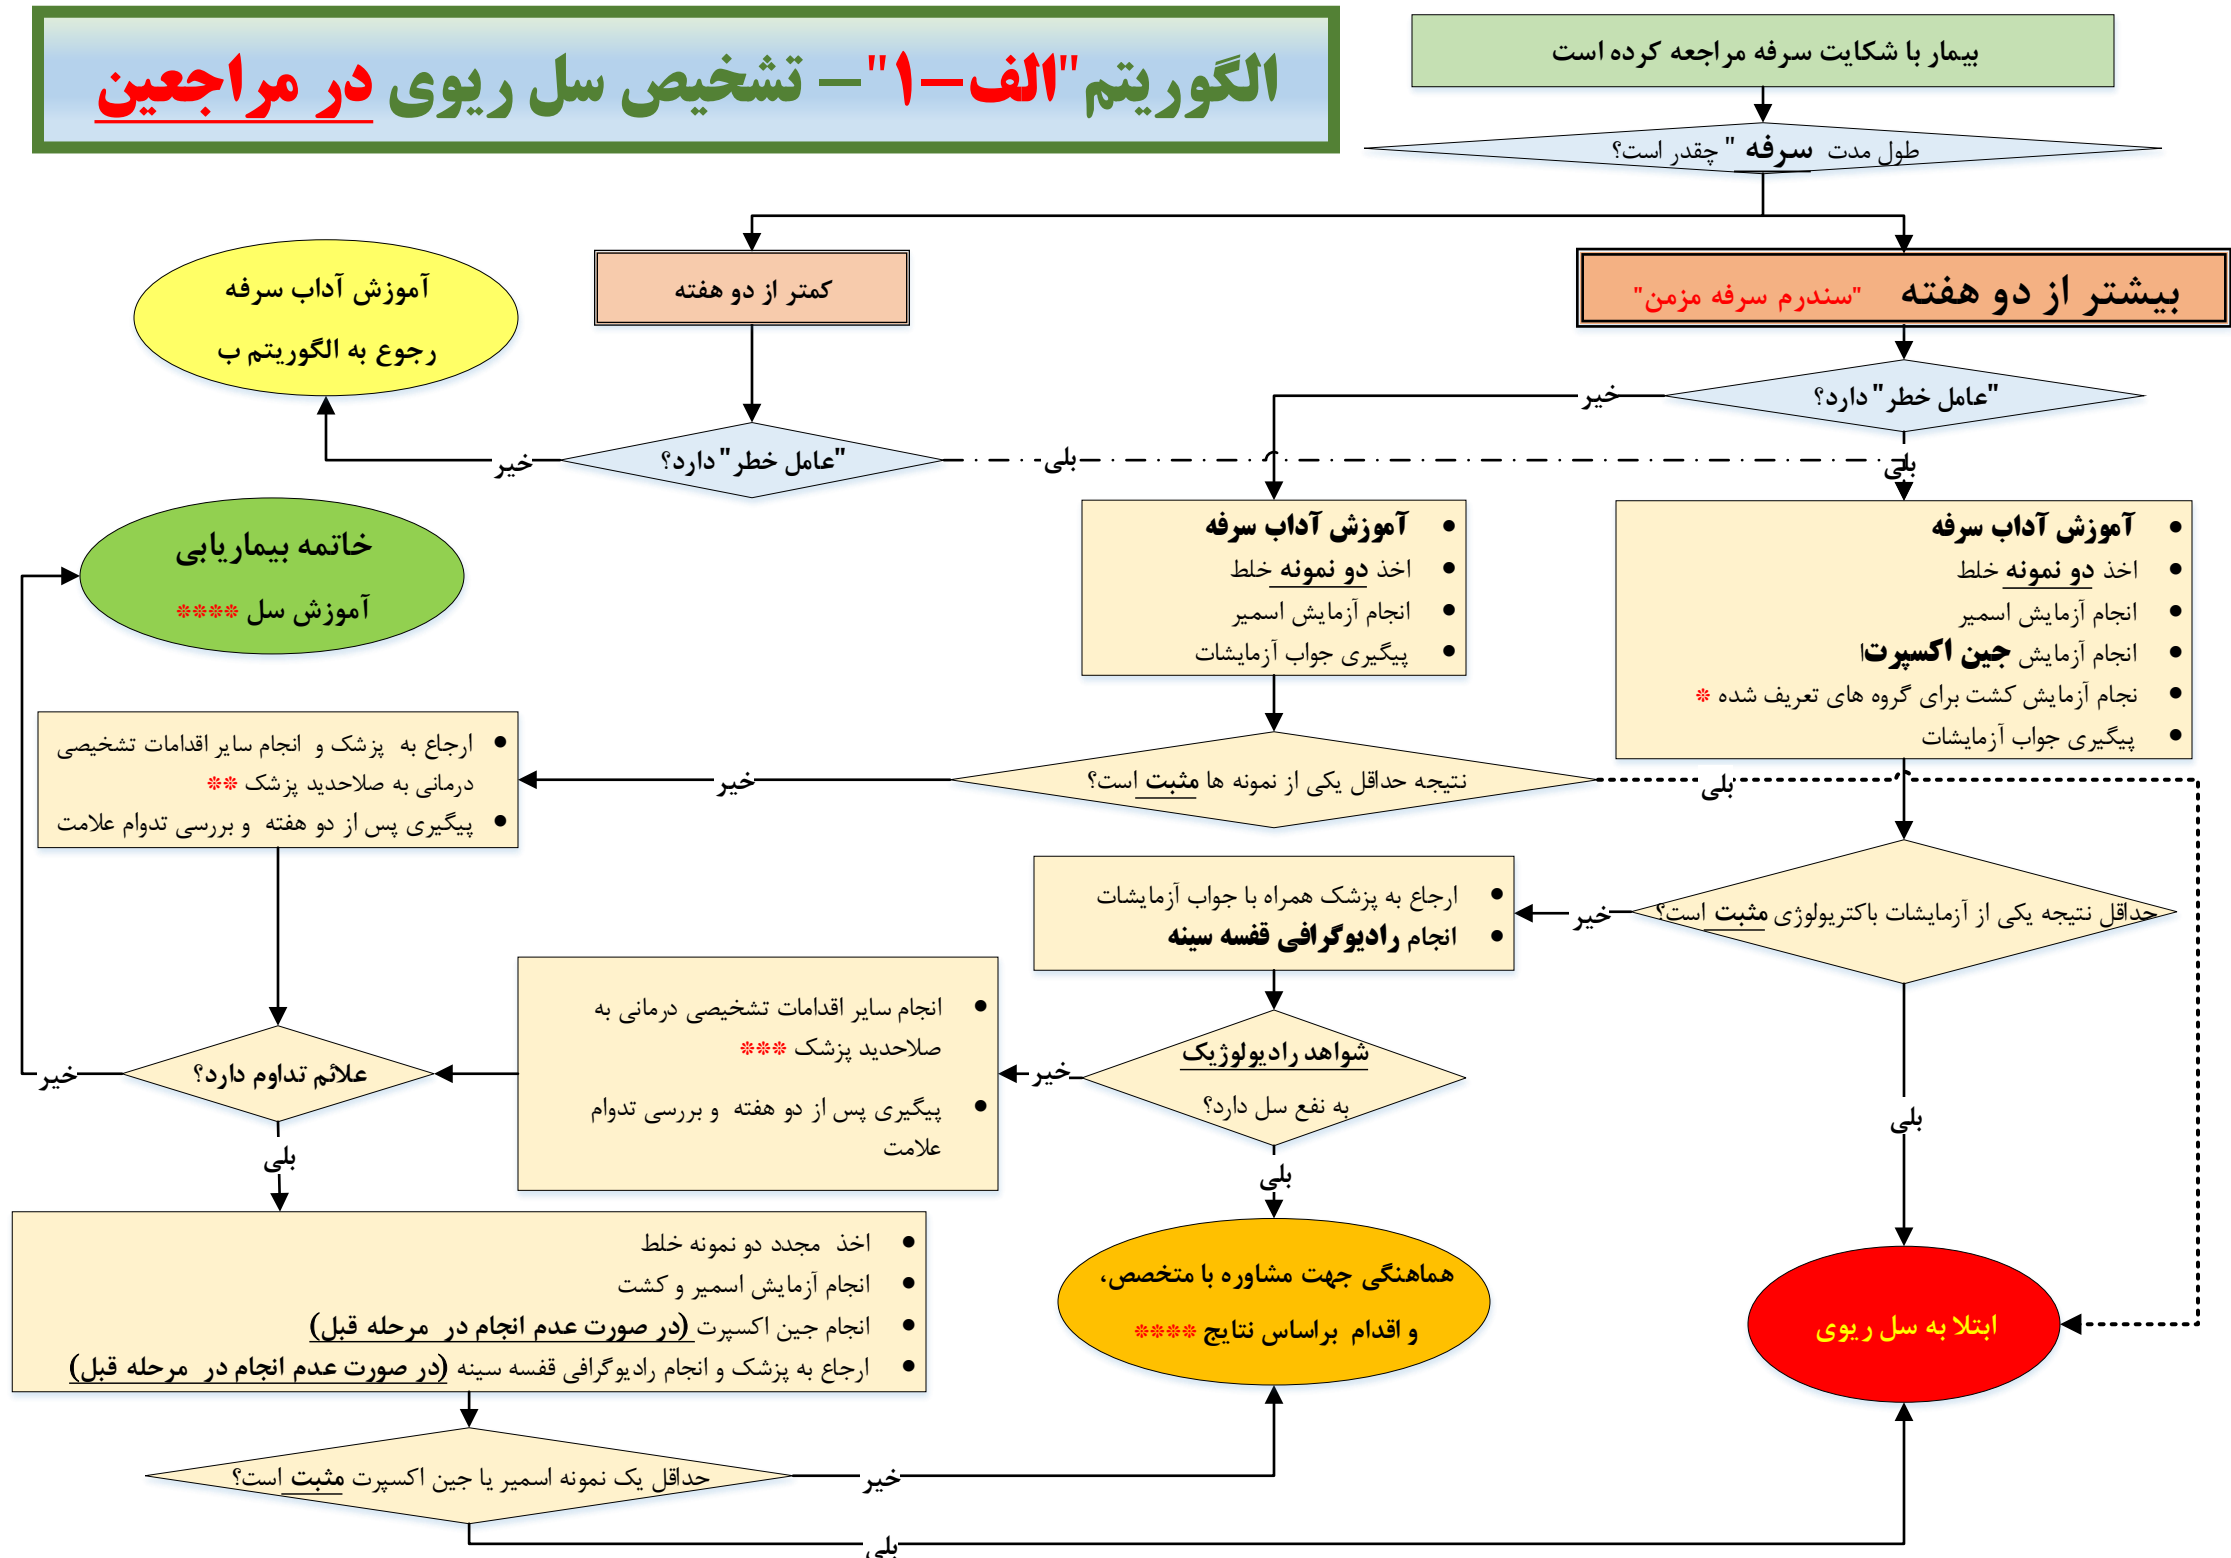 الگوریتم "الف-۱"- تشخیص سل ریوی در مراجعین
بیمار با شکایت سرفه مراجعه کرده است
طول مدت سرفه " چقدر است؟
بیشتر از دو هفته "سندرم سرفه مزمن"
کمتر از دو هفته
آموزش آداب سرفه
رجوع به الگوریتم ب
"عامل خطر" دارد؟
خیر
بلی
"عامل خطر" دارد؟
خیر
بلی
آموزش آداب سرفه
اخذ دو نمونه خلط
انجام آزمایش اسمیر
انجام آزمایش جین اکسپرتا
نجام آزمایش کشت برای گروه های تعریف شده *
پیگیری جواب آزمایشات
آموزش آداب سرفه
اخذ دو نمونه خلط
انجام آزمایش اسمیر
پیگیری جواب آزمایشات
خاتمه بیماریابی
آموزش سل ****
نتیجه حداقل یکی از نمونه ها مثبت است؟
بلی
خیر
ارجاع به پزشک و انجام سایر اقدامات تشخیصی
درمانی به صلاحدید پزشک **
پیگیری پس از دو هفته و بررسی تدوام علامت
حداقل نتیجه یکی از آزمایشات باکتریولوژی مثبت است؟
خیر
بلی
ارجاع به پزشک همراه با جواب آزمایشات
انجام رادیوگرافی قفسه سینه
شواهد رادیولوژیک
به نفع سل دارد؟
خیر
بلی
انجام سایر اقدامات تشخیصی درمانی به
صلاحدید پزشک ***
پیگیری پس از دو هفته و بررسی تدوام
علامت
علائم تداوم دارد؟
خیر
بلی
اخذ مجدد دو نمونه خلط
انجام آزمایش اسمیر و کشت
انجام جین اکسپرت (در صورت عدم انجام در مرحله قبل)
ارجاع به پزشک و انجام رادیوگرافی قفسه سینه (در صورت عدم انجام در مرحله قبل)
هماهنگی جهت مشاوره با متخصص،
و اقدام براساس نتایج ****
ابتلا به سل ریوی
حداقل یک نمونه اسمیر یا جین اکسپرت مثبت است؟
خیر
بلی